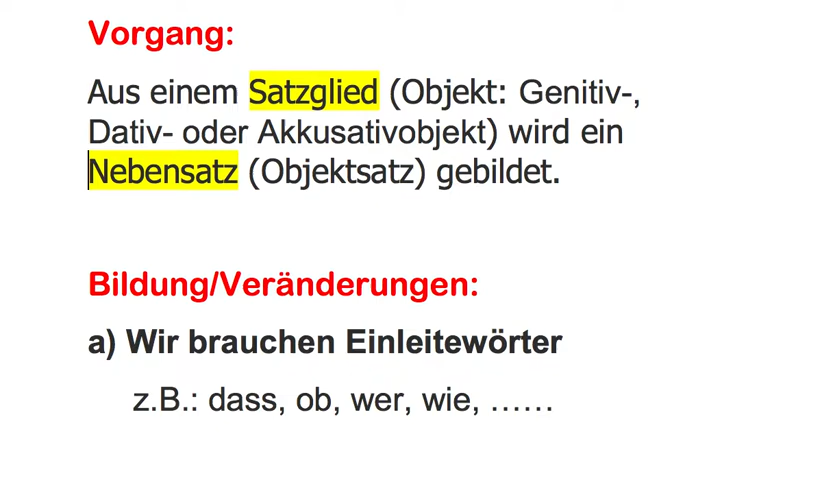 Vorgang:
Aus einem Satzglied (Objekt: Genitiv-,
Dativ- oder Akkusativobjekt) wird ein
Nebensatz (Objektsatz) gebildet.
Bildung/Veränderungen:
a) Wir brauchen Einleitewörter
z.B.: dass, ob, wer, wie, ……